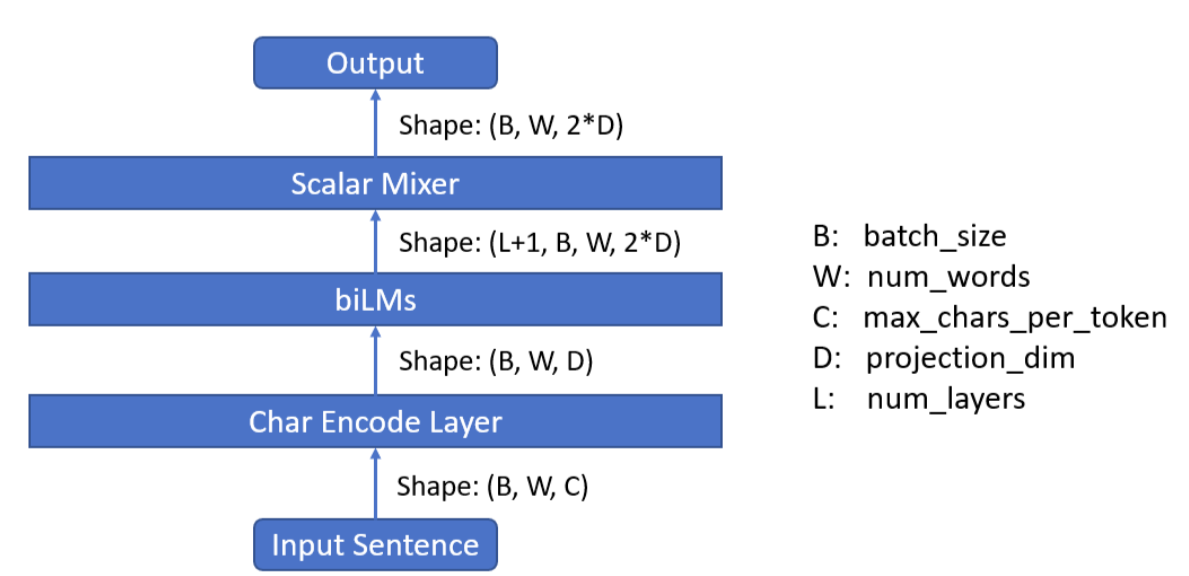 Output
Shape: (B, W, 2*D)
Scalar Mixer
Shape: (L+1, B, W, 2*D)
biLMs
Shape: (B, W, D)
Char Encode Layer
Shape: (B, W, C)
Input Sentence
B: batch_size
W: num_words
C: max_chars_per_token
D: projection_dim
L: num_layers